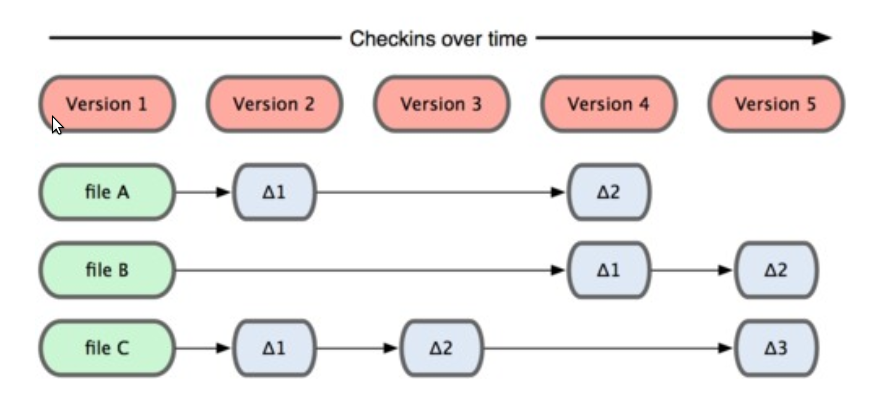 Checkins over time
Version 1 Version 2 Version 3 Version 4 Version 5
file A Δ1 Δ2
file B Δ1 Δ2
file C Δ1 Δ2 Δ3